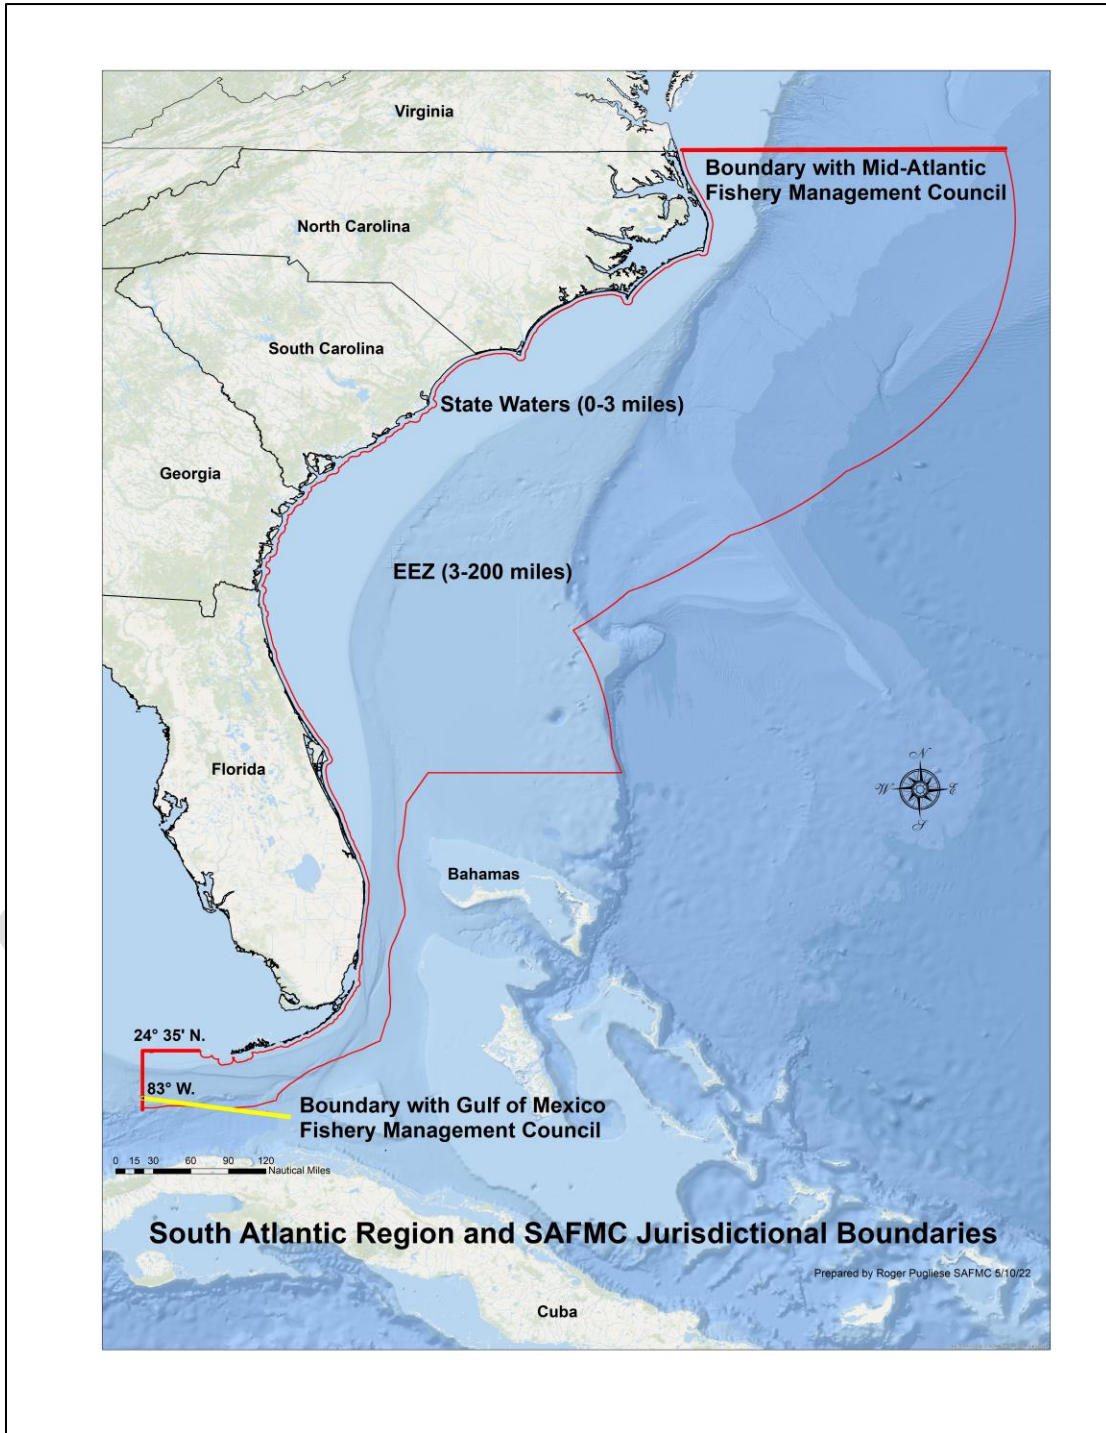 Virginia
Boundary with Mid-Atlantic
Fishery Management Council
North Carolina
South Carolina
State Waters (0-3 miles)
Georgia
EEZ (3-200 miles)
Florida
N
W
E
S
Bahamas
24° 35' N.
83° W.
Boundary with Gulf of Mexico
Fishery Management Council
0 15 30 60 90 120
Nautical Miles
South Atlantic Region and SAFMC Jurisdictional Boundaries
Prepared by Roger Pugliese SAFMC 5/10/22
Cuba